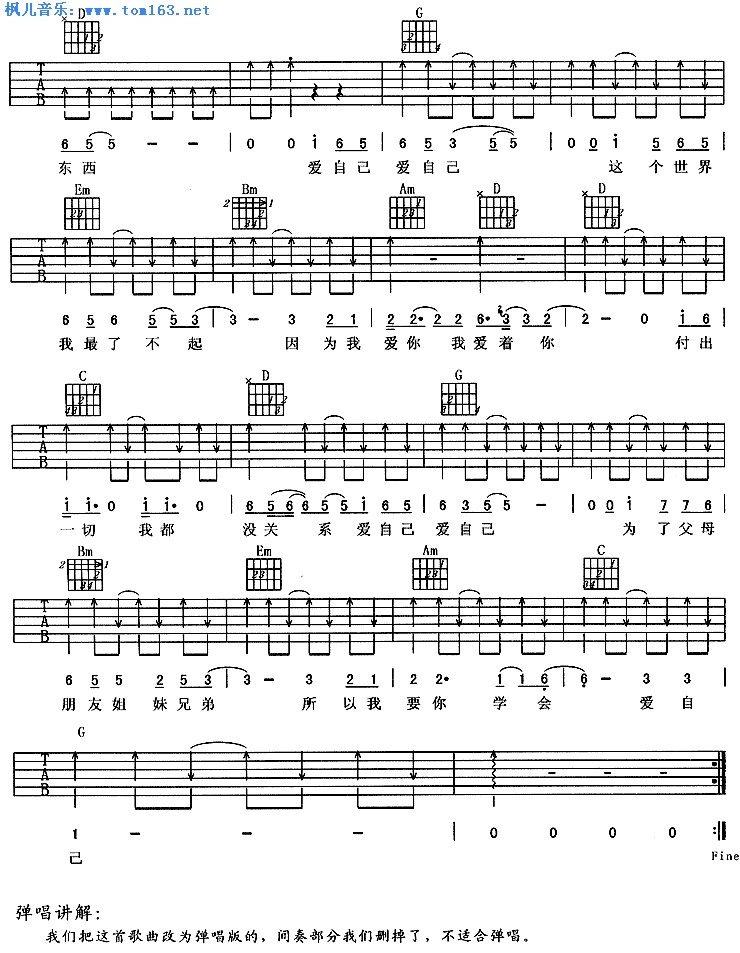 枫儿音乐：www.tom163.net
D G
T A B
6 5 5 - - | 0 0 i 6 5 | 6 5 3 5 5 | 0 0 i 5 6 5 |
东西 爱自己 爱自己 这个世界
Em Bm Am D D
T A B
6 5 6 5 5 3 | 3 - 3 2 1 | 2 2· 2 2 6· 3 3 2 | 2 - 0 i 6
我最了不起 因为我 爱你 我爱着你 付出
C D G
T A B
i i· 0 i i· 0 | 6 5 6 6 5 5 i 6 5 | 6 3 5 5 - | 0 0 i 7 7 6
一切 我都 没关系 爱自己 爱自己 为了父母
Bm Em Am C
T A B
6 5 5 2 5 3 | 3 - 3 2 1 | 2 2· 1 1 6 | 6 - 3 3 |
朋友姐妹兄弟 所以我 要你学会 爱自
G
T A B
1 - - - | 0 0 0 0 :||
己 Fine
弹唱讲解：
我们把这首歌曲改为弹唱版的，间奏部分我们删掉了，不适合弹唱。